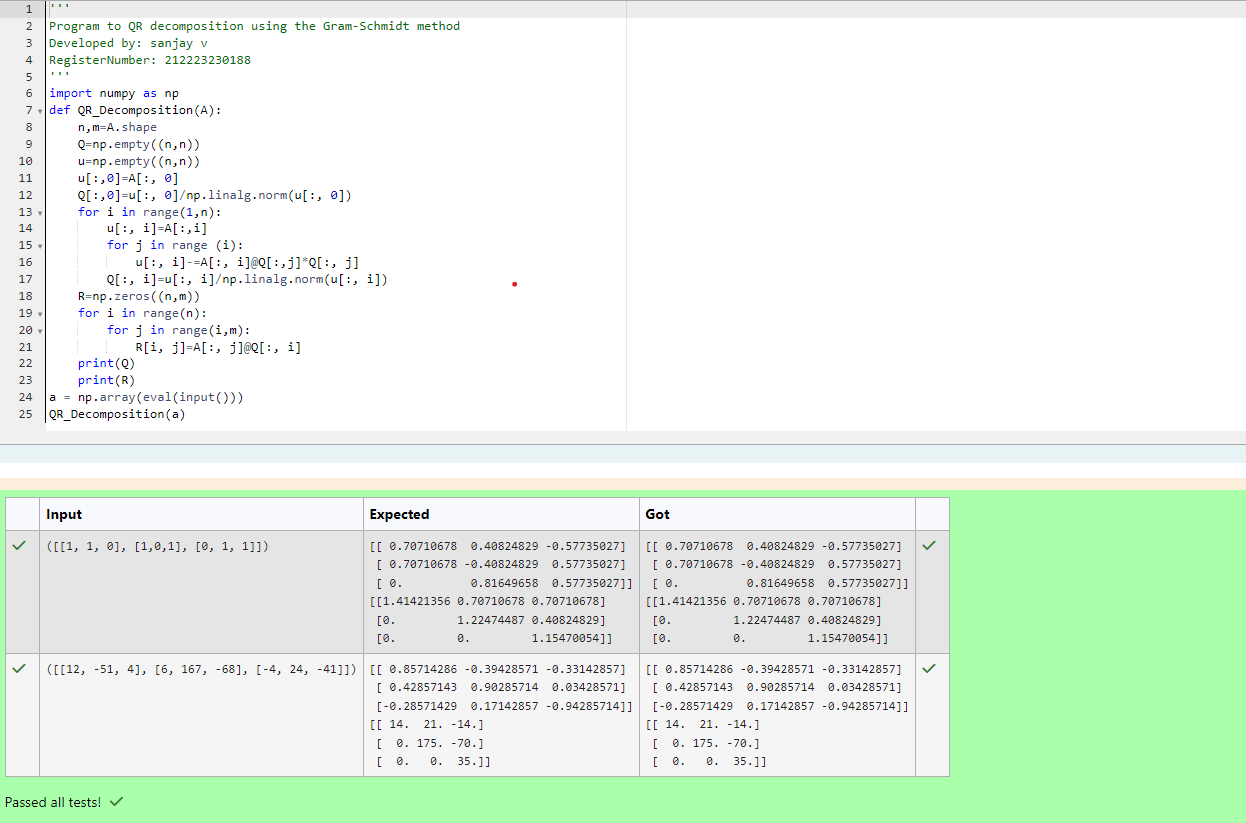 1 '''
2 Program to QR decomposition using the Gram-Schmidt method
3 Developed by: sanjay v
4 RegisterNumber: 212223230188
5 '''
6 import numpy as np
7 def QR_Decomposition(A):
8     n,m=A.shape
9     Q=np.empty((n,n))
10     u=np.empty((n,n))
11     u[:,0]=A[:, 0]
12     Q[:,0]=u[:, 0]/np.linalg.norm(u[:, 0])
13     for i in range(1,n):
14         u[:, i]=A[:,i]
15         for j in range (i):
16             u[:, i]-=A[:, i]@Q[:,j]*Q[:, j]
17         Q[:, i]=u[:, i]/np.linalg.norm(u[:, i])
18     R=np.zeros((n,m))
19     for i in range(n):
20         for j in range(i,m):
21             R[i, j]=A[:, j]@Q[:, i]
22     print(Q)
23     print(R)
24 a = np.array(eval(input()))
25 QR_Decomposition(a)
Input Expected Got
([[1, 1, 0], [1,0,1], [0, 1, 1]]) [[ 0.70710678  0.40824829 -0.57735027] [[ 0.70710678  0.40824829 -0.57735027]
[ 0.70710678 -0.40824829  0.57735027] [ 0.70710678 -0.40824829  0.57735027]
[ 0.          0.81649658  0.57735027]] [ 0.          0.81649658  0.57735027]]
[[1.41421356 0.70710678 0.70710678] [[1.41421356 0.70710678 0.70710678]
[0.         1.22474487 0.40824829] [0.         1.22474487 0.40824829]
[0.         0.         1.15470054]] [0.         0.         1.15470054]]
([[12, -51, 4], [6, 167, -68], [-4, 24, -41]]) [[ 0.85714286 -0.39428571 -0.33142857] [[ 0.85714286 -0.39428571 -0.33142857]
[ 0.42857143  0.90285714  0.03428571] [ 0.42857143  0.90285714  0.03428571]
[-0.28571429  0.17142857 -0.94285714]] [-0.28571429  0.17142857 -0.94285714]]
[[ 14.  21. -14.] [[ 14.  21. -14.]
[  0. 175. -70.] [  0. 175. -70.]
[  0.   0.  35.]] [  0.   0.  35.]]
Passed all tests!